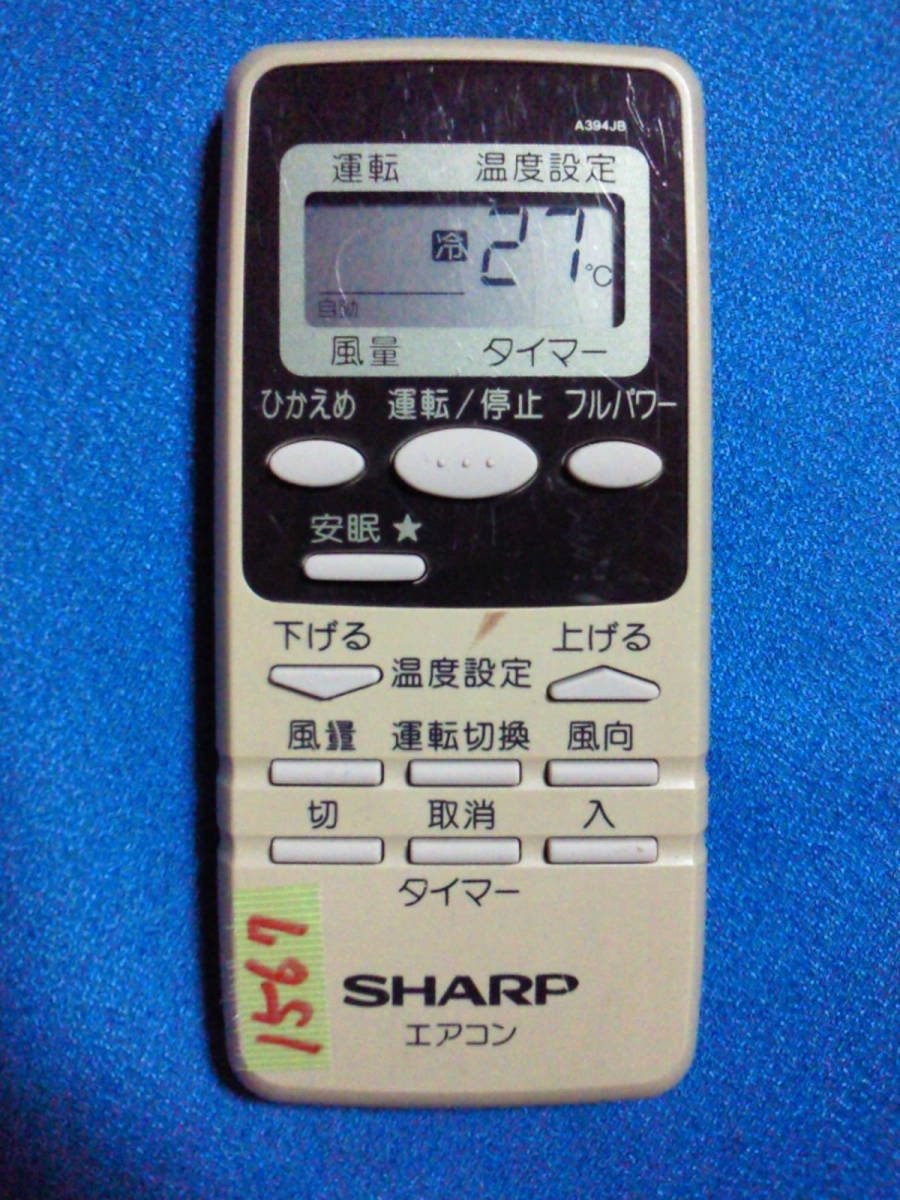 A394JB
運転 温度設定
冷 27℃
自動
風量 タイマー
ひかえめ 運転/停止 フルパワー
安眠 ★
下げる 上げる
温度設定
風量 運転切換 風向
切 取消 入
タイマー
SHARP
エアコン
1567